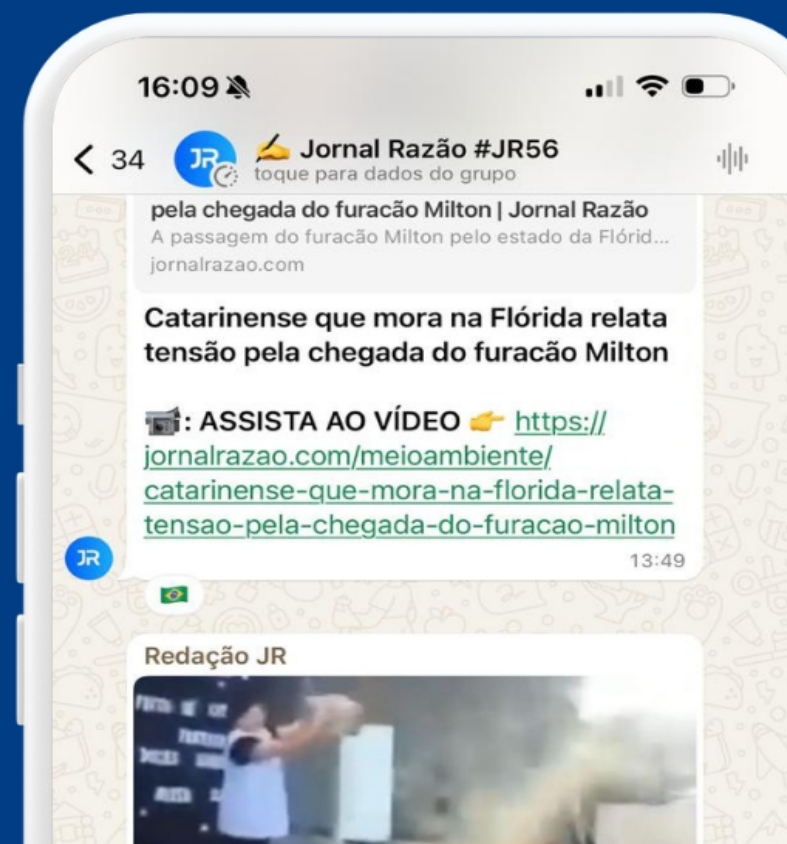 16:09
34
JR
✍️ Jornal Razão #JR56
toque para dados do grupo
pela chegada do furacão Milton | Jornal Razão
A passagem do furacão Milton pelo estado da Flórid...
jornalrazao.com
Catarinense que mora na Flórida relata
tensão pela chegada do furacão Milton
📹: ASSISTA AO VÍDEO 👉 https://
jornalrazao.com/meioambiente/
catarinense-que-mora-na-florida-relata-
tensao-pela-chegada-do-furacao-milton
13:49
JR
Redação JR